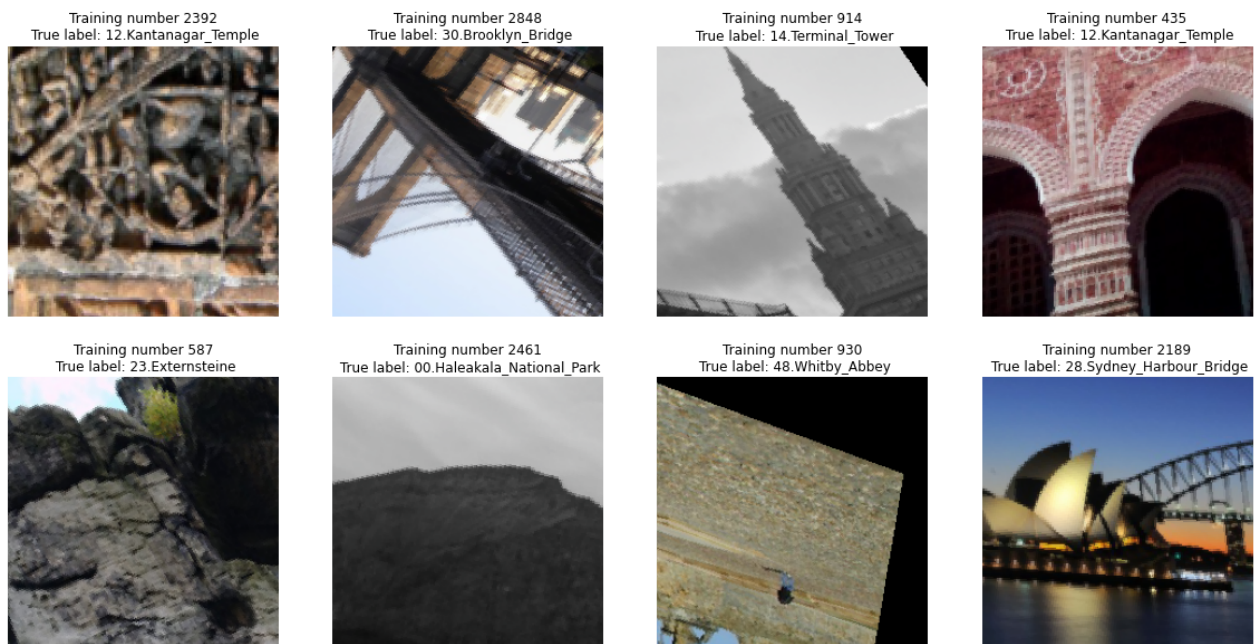 Training number 2392
True label: 12.Kantanagar_Temple
Training number 2848
True label: 30.Brooklyn_Bridge
Training number 914
True label: 14.Terminal_Tower
Training number 435
True label: 12.Kantanagar_Temple
Training number 587
True label: 23.Externsteine
Training number 2461
True label: 00.Haleakala_National_Park
Training number 930
True label: 48.Whitby_Abbey
Training number 2189
True label: 28.Sydney_Harbour_Bridge